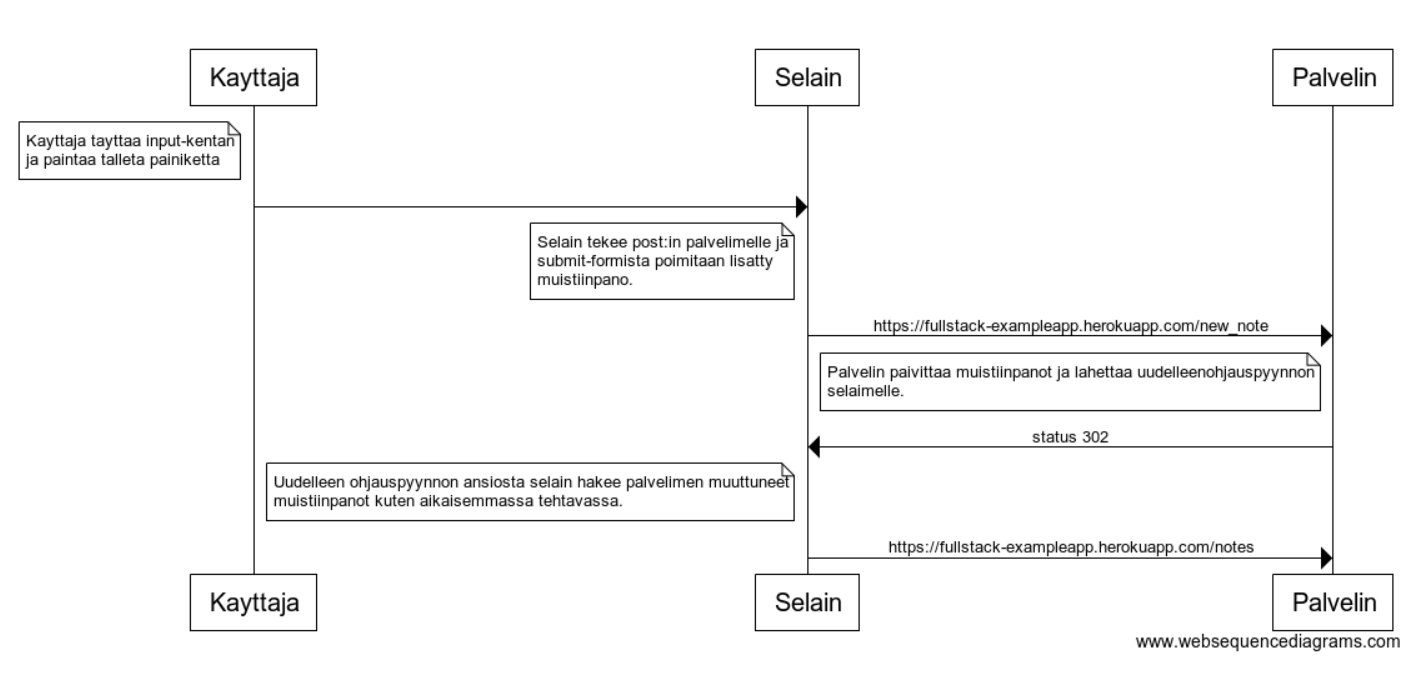 Kayttaja
Selain
Palvelin
Kayttaja tayttaa input-kentan
ja paintaa talleta painiketta
Selain tekee post:in palvelimelle ja
submit-formista poimitaan lisatty
muistiinpano.
https://fullstack-exampleapp.herokuapp.com/new_note
Palvelin paivittaa muistiinpanot ja lahettaa uudelleenohjauspyynnon
selaimelle.
status 302
Uudelleen ohjauspyynnon ansiosta selain hakee palvelimen muuttuneet
muistiinpanot kuten aikaisemmassa tehtavassa.
https://fullstack-exampleapp.herokuapp.com/notes
Kayttaja
Selain
Palvelin
www.websequencediagrams.com